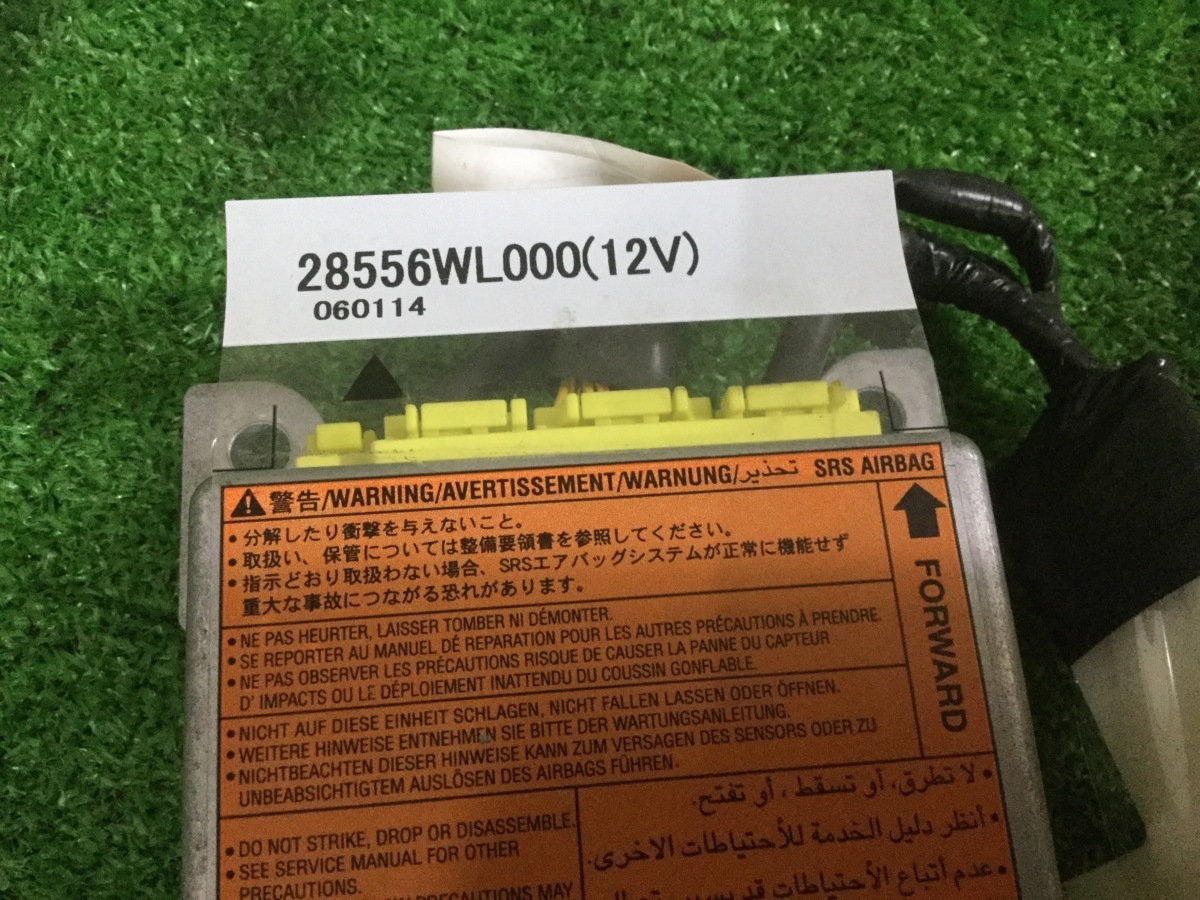 28556WL000(12V)
060114
警告/WARNING/AVERTISSEMENT/WARNUNG/تحذير SRS AIRBAG
• 分解したり衝撃を与えないこと。
• 取扱い、保管については整備要領書を参照してください。
• 指示どおり取扱わない場合、SRSエアバッグシステムが正常に機能せず
重大な事故につながる恐れがあります。
FORWARD
• NE PAS HEURTER, LAISSER TOMBER NI DÉMONTER.
• SE REPORTER AU MANUEL DE REPARATION POUR LES AUTRES PRÉCAUTIONS À PRENDRE.
• NE PAS OBSERVER LES PRÉCAUTIONS RISQUE DE CAUSER LA PANNE DU CAPTEUR
D' IMPACTS OU LE DÉPLOIEMENT INATTENDU DU COUSSIN GONFLABLE.
• NICHT AUF DIESE EINHEIT SCHLAGEN, NICHT FALLEN LASSEN ODER ÖFFNEN.
• WEITERE HINWEISE ENTNEHMEN SIE BITTE DER WARTUNGSANLEITUNG.
• NICHTBEACHTEN DIESER HINWEISE KANN ZUM VERSAGEN DES SENSORS ODER ZU
UNBEABSICHTIGTEM AUSLÖSEN DES AIRBAGS FÜHREN.
• DO NOT STRIKE, DROP OR DISASSEMBLE.
• SEE SERVICE MANUAL FOR OTHER
PRECAUTIONS.
PRECAUTIONS MAY
• لا تطرق، أو تسقط ، أو تفتح.
• أنظر دليل الخدمة للأحتياطات الاخرى.
• عدم أتباع الأحتياطات قد